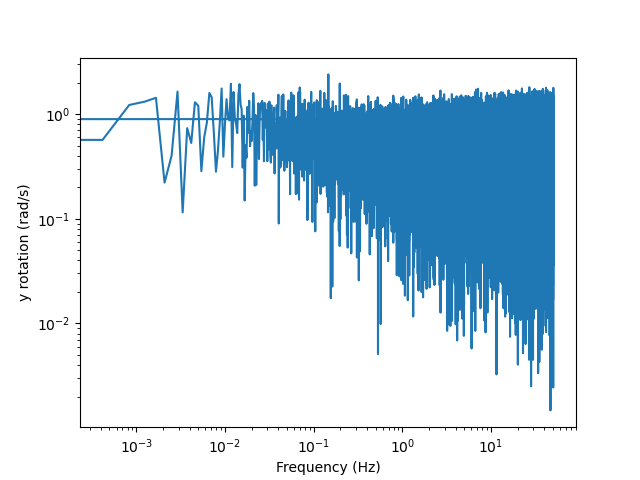 y rotation (rad/s)
10⁰
10⁻¹
10⁻²
10⁻³ 10⁻² 10⁻¹ 10⁰ 10¹
Frequency (Hz)